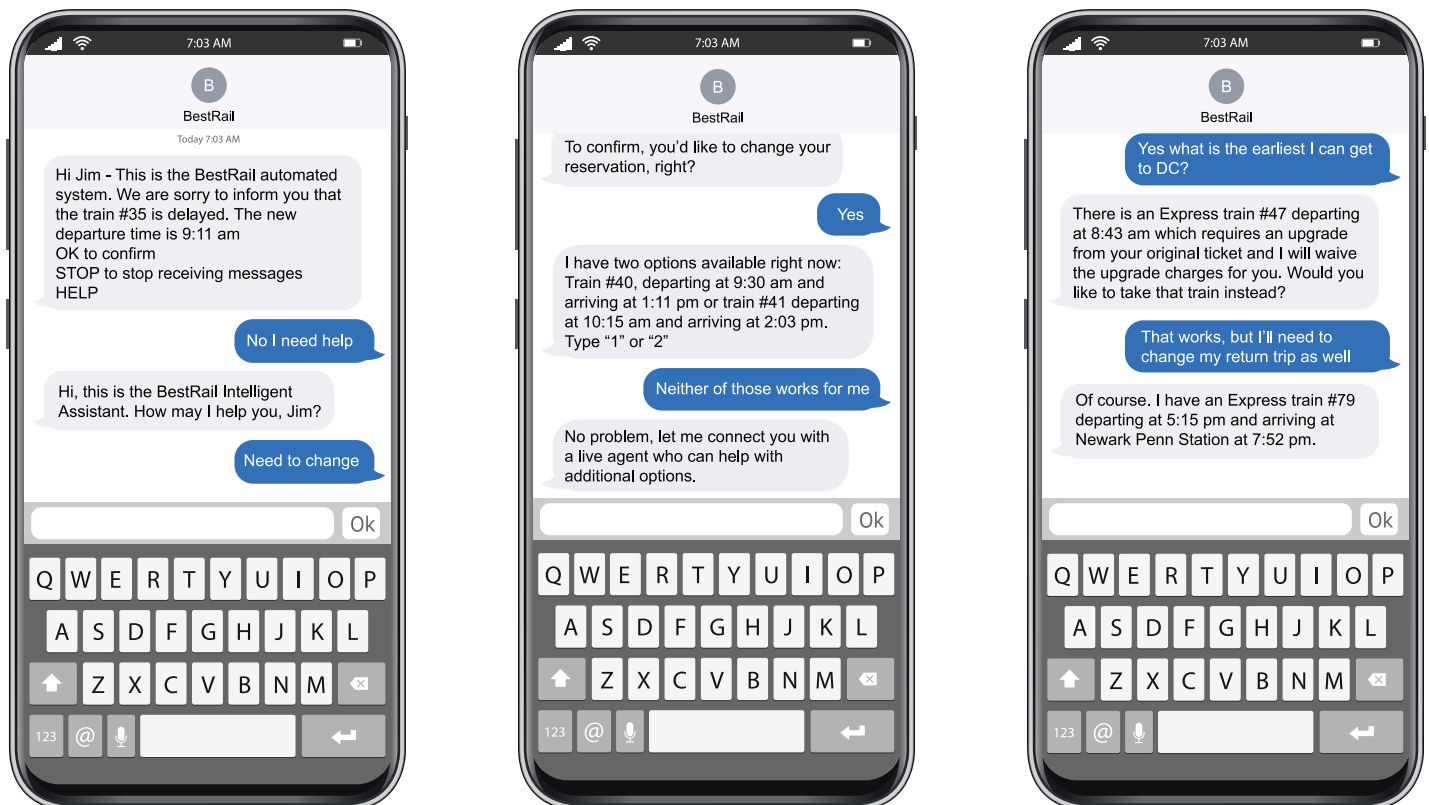 7:03 AM
B
BestRail
Today 7:03 AM
Hi Jim - This is the BestRail automated
system. We are sorry to inform you that
the train #35 is delayed. The new
departure time is 9:11 am
OK to confirm
STOP to stop receiving messages
HELP
No I need help
Hi, this is the BestRail Intelligent
Assistant. How may I help you, Jim?
Need to change
Ok
Q W E R T Y U I O P
A S D F G H J K L
Z X C V B N M
123 @
7:03 AM
B
BestRail
To confirm, you’d like to change your
reservation, right?
Yes
I have two options available right now:
Train #40, departing at 9:30 am and
arriving at 1:11 pm or train #41 departing
at 10:15 am and arriving at 2:03 pm.
Type “1” or “2”
Neither of those works for me
No problem, let me connect you with
a live agent who can help with
additional options.
Ok
Q W E R T Y U I O P
A S D F G H J K L
Z X C V B N M
123 @
7:03 AM
B
BestRail
Yes what is the earliest I can get
to DC?
There is an Express train #47 departing
at 8:43 am which requires an upgrade
from your original ticket and I will waive
the upgrade charges for you. Would you
like to take that train instead?
That works, but I’ll need to
change my return trip as well
Of course. I have an Express train #79
departing at 5:15 pm and arriving at
Newark Penn Station at 7:52 pm.
Ok
Q W E R T Y U I O P
A S D F G H J K L
Z X C V B N M
123 @